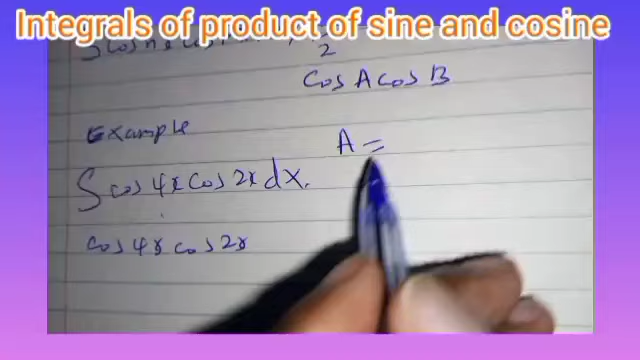 Integrals of product of sine and cosine
2
Cos A cos B
Example
A =
∫ cos 4x cos 2x dx.
cos 4x cos 2x